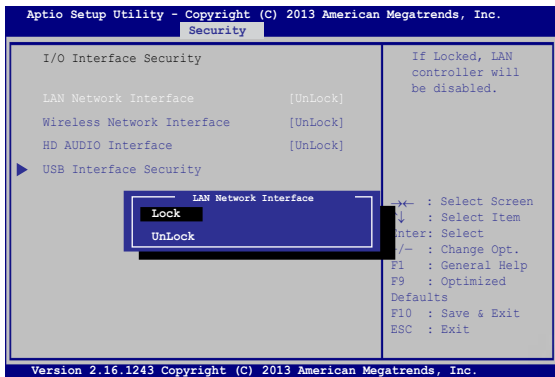 Aptio Setup Utility - Copyright (C) 2013 American Megatrends, Inc.
Security
I/O Interface Security
LAN Network Interface [UnLock]
Wireless Network Interface [UnLock]
HD AUDIO Interface [UnLock]
USB Interface Security
If Locked, LAN
controller will
be disabled.
LAN Network Interface
Lock
UnLock
→← : Select Screen
↑↓ : Select Item
Enter: Select
+/— : Change Opt.
F1 : General Help
F9 : Optimized
Defaults
F10 : Save & Exit
ESC : Exit
Version 2.16.1243 Copyright (C) 2013 American Megatrends, Inc.